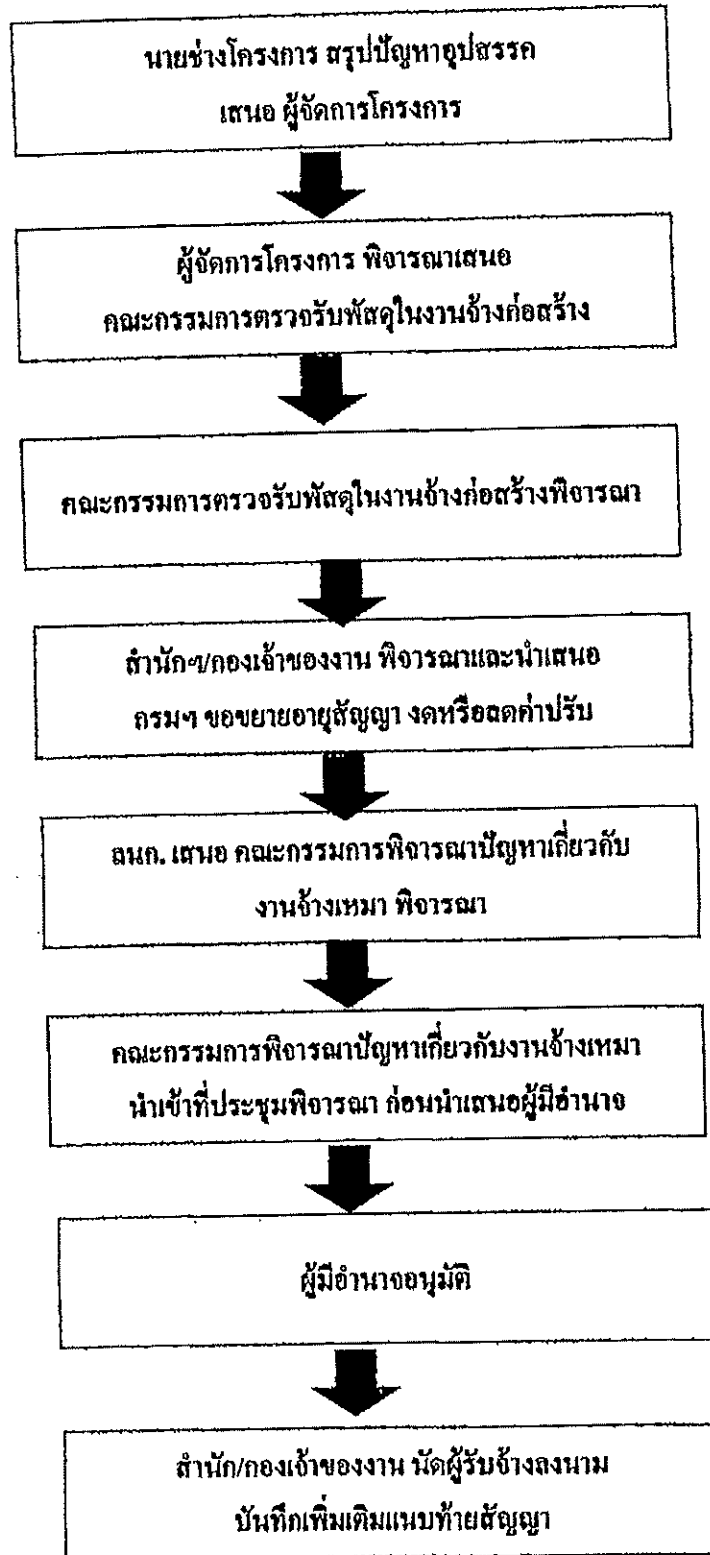 นายช่างโครงการ สรุปปัญหาอุปสรรค
เสนอ ผู้จัดการโครงการ
ผู้จัดการโครงการ พิจารณาเสนอ
คณะกรรมการตรวจรับพัสดุในงานจ้างก่อสร้าง
คณะกรรมการตรวจรับพัสดุในงานจ้างก่อสร้างพิจารณา
สำนักฯ/กองเจ้าของงาน พิจารณาและนำเสนอ
กรมฯ ขอขยายอายุสัญญา งดหรือลดค่าปรับ
สนก. เสนอ คณะกรรมการพิจารณาปัญหาเกี่ยวกับ
งานจ้างเหมา พิจารณา
คณะกรรมการพิจารณาปัญหาเกี่ยวกับงานจ้างเหมา
นำเข้าที่ประชุมพิจารณา ก่อนนำเสนอผู้มีอำนาจ
ผู้มีอำนาจอนุมัติ
สำนัก/กองเจ้าของงาน นัดผู้รับจ้างลงนาม
บันทึกเพิ่มเติมแนบท้ายสัญญา